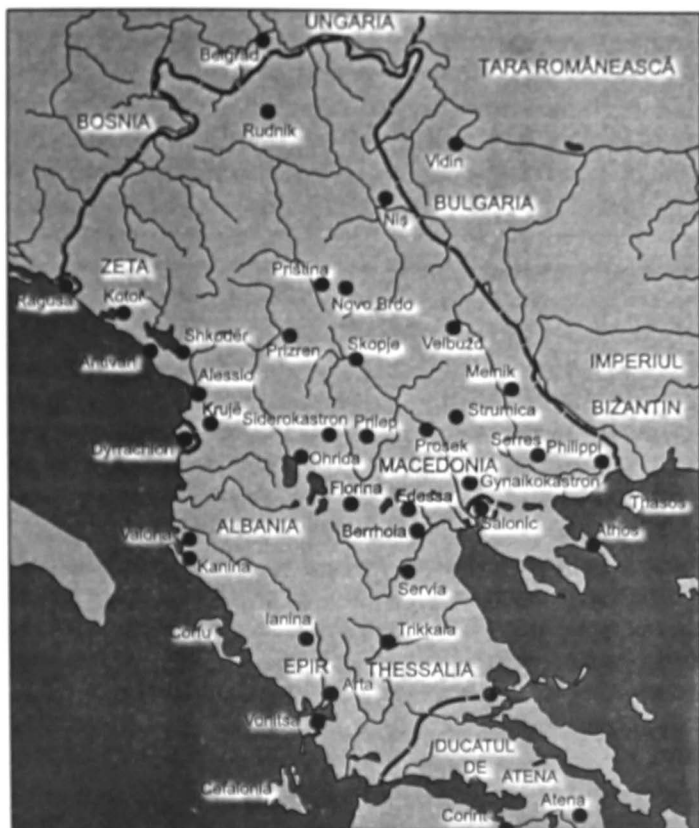 UNGARIA
Belgrad
ȚARA ROMÂNEASCĂ
BOSNIA
Rudnik
Vidin
BULGARIA
Niș
ZETA
Priština
Novo Brdo
Ragusa
Kotor
Velbužd
Shkodër
Prizren
Skopje
Antivari
IMPERIUL
BIZANTIN
Melnik
Alessio
Krujë
Strumica
Siderokastron
Prilep
Prosek
Serres
Philippi
Dyrrachion
Ohrida
MACEDONIA
Gynaikokastron
Florina
Edessa
Thasos
ALBANIA
Salonic
Valona
Berrhoia
Athos
Kanina
Servia
Ianina
Corfu
Trikkala
EPIR
THESSALIA
Arta
Vonitsa
DUCATUL
DE
ATENA
Cefalonia
Corint
Atena